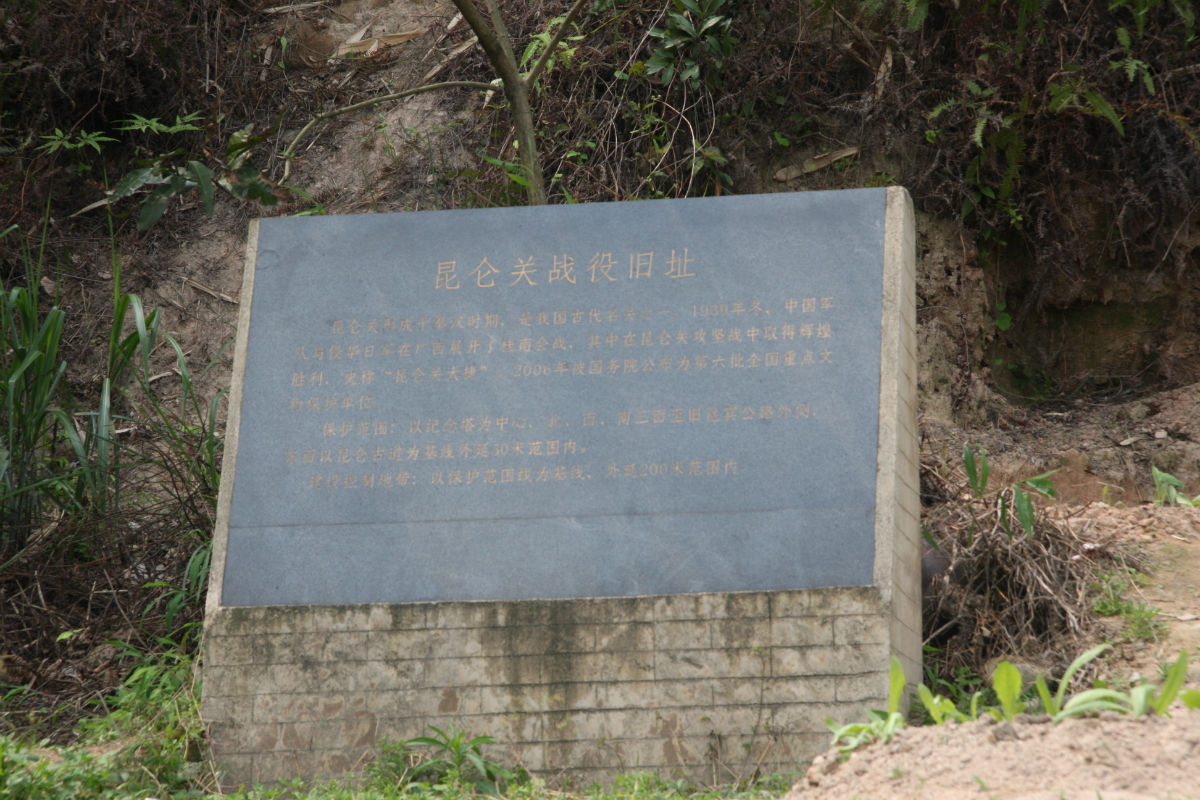 昆仑关战役旧址
昆仑关形成于秦汉时期，是我国古代名关之一。1939年冬，中国军
队与侵华日军在广西展开了桂南会战，其中在昆仑关攻坚战中取得辉煌
胜利，史称“昆仑关大捷”。2006年被国务院公布为第六批全国重点文
物保护单位。
保护范围：以纪念塔为中心，北、西、南三面至旧邕宾公路外侧，
东面以昆仑古道为基线外延50米范围内。
建设控制地带：以保护范围线为基线，外延200米范围内。